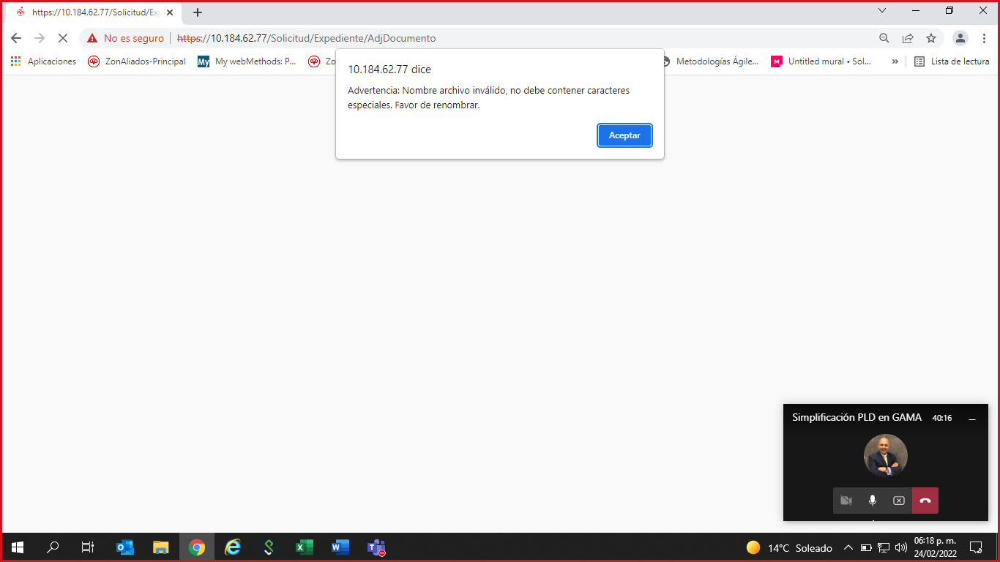 https://10.184.62.77/Solicitud/Exp
No es seguro https://10.184.62.77/Solicitud/Expediente/AdjDocumento
Aplicaciones ZonAliados-Principal My My webMethods: P... Zo Metodologías Ágile... Untitled mural • Sol... » Lista de lectura
10.184.62.77 dice
Advertencia: Nombre archivo inválido, no debe contener caracteres
especiales. Favor de renombrar.
Aceptar
Simplificación PLD en GAMA 40:16
14°C Soleado
06:18 p. m.
24/02/2022